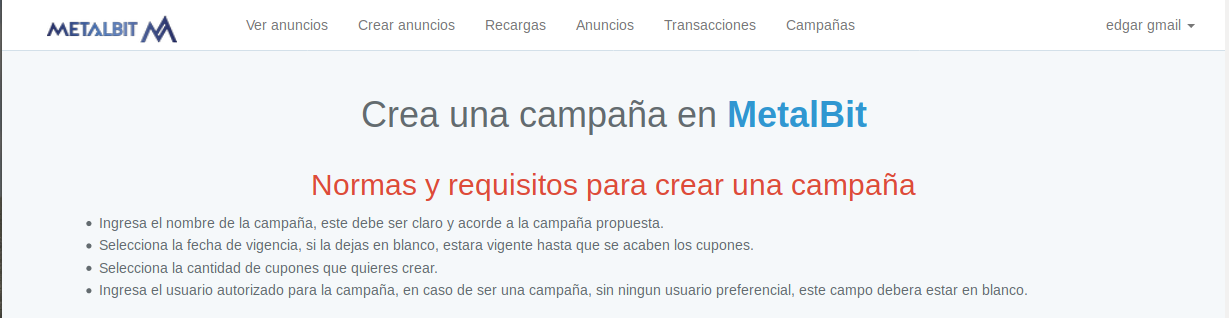 METALBIT Ver anuncios Crear anuncios Recargas Anuncios Transacciones Campañas edgar gmail
Crea una campaña en MetalBit
Normas y requisitos para crear una campaña
Ingresa el nombre de la campaña, este debe ser claro y acorde a la campaña propuesta.
Selecciona la fecha de vigencia, si la dejas en blanco, estara vigente hasta que se acaben los cupones.
Selecciona la cantidad de cupones que quieres crear.
Ingresa el usuario autorizado para la campaña, en caso de ser una campaña, sin ningun usuario preferencial, este campo debera estar en blanco.